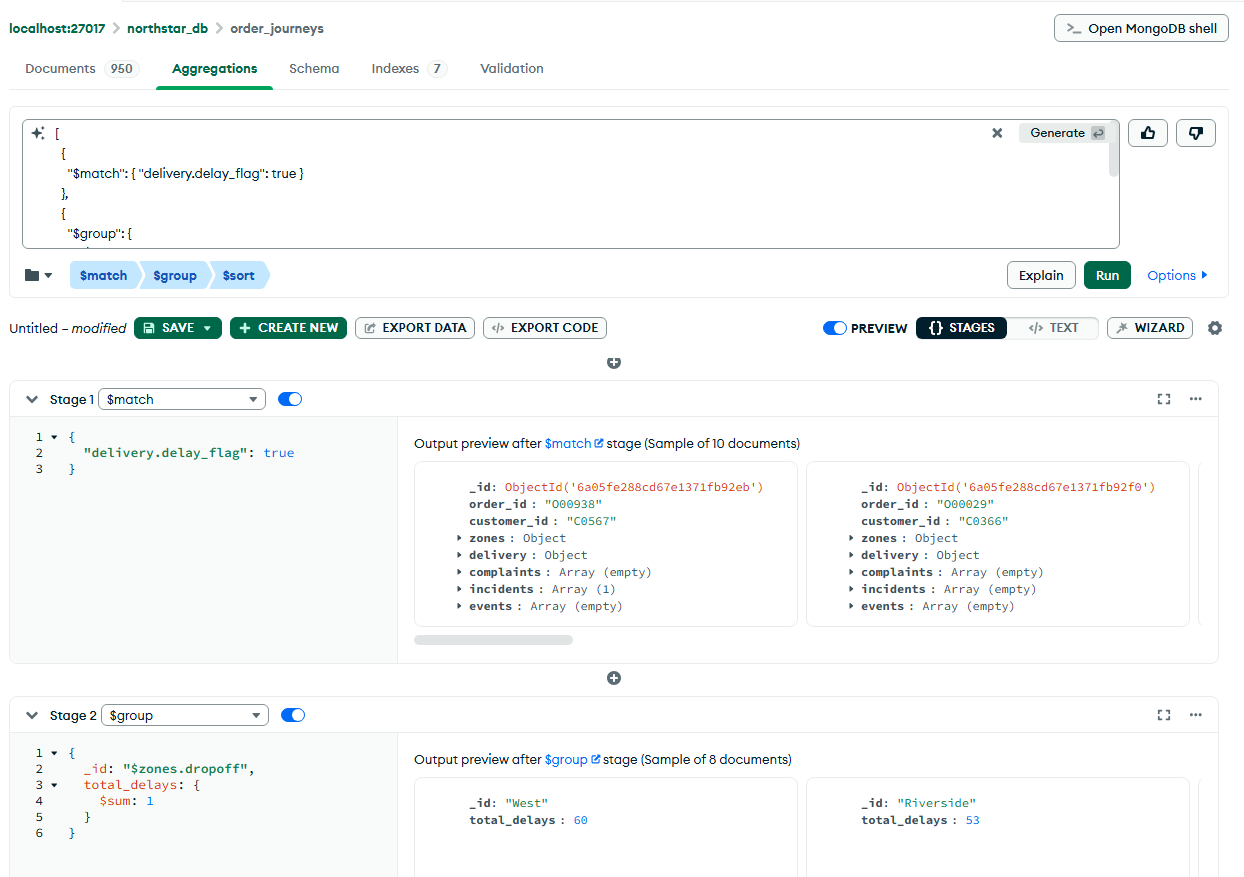 localhost:27017 > northstar_db > order_journeys
>_ Open MongoDB shell
Documents 950 Aggregations Schema Indexes 7 Validation
[
{
"$match": { "delivery.delay_flag": true }
},
{
"$group": {
Generate
$match $group $sort
Explain Run Options
Untitled – modified SAVE + CREATE NEW EXPORT DATA </> EXPORT CODE
PREVIEW {} STAGES </> TEXT WIZARD
Stage 1 $match
1 {
2 "delivery.delay_flag": true
3 }
Output preview after $match stage (Sample of 10 documents)
_id: ObjectId('6a05fe288cd67e1371fb92eb')
order_id : "O00938"
customer_id : "C0567"
zones : Object
delivery : Object
complaints : Array (empty)
incidents : Array (1)
events : Array (empty)
_id: ObjectId('6a05fe288cd67e1371fb92f0')
order_id : "O00029"
customer_id : "C0366"
zones : Object
delivery : Object
complaints : Array (empty)
incidents : Array (empty)
events : Array (empty)
Stage 2 $group
1 {
2 _id: "$zones.dropoff",
3 total_delays: {
4 $sum: 1
5 }
6 }
Output preview after $group stage (Sample of 8 documents)
_id: "West"
total_delays : 60
_id: "Riverside"
total_delays : 53